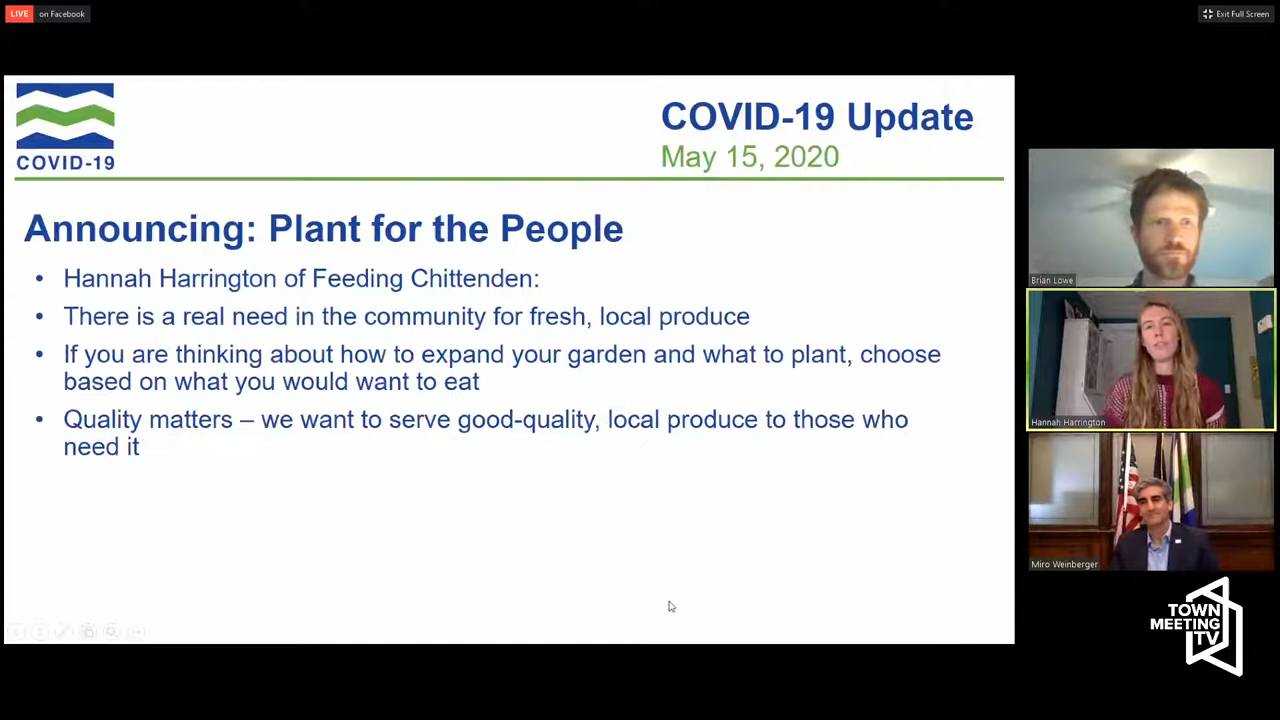 LIVE on Facebook
Exit Full Screen
COVID-19
COVID-19 Update
May 15, 2020
Announcing: Plant for the People
• Hannah Harrington of Feeding Chittenden:
• There is a real need in the community for fresh, local produce
• If you are thinking about how to expand your garden and what to plant, choose
based on what you would want to eat
• Quality matters – we want to serve good-quality, local produce to those who
need it
Brian Lowe
Hannah Harrington
Miro Weinberger
TOWN
MEETING
TV